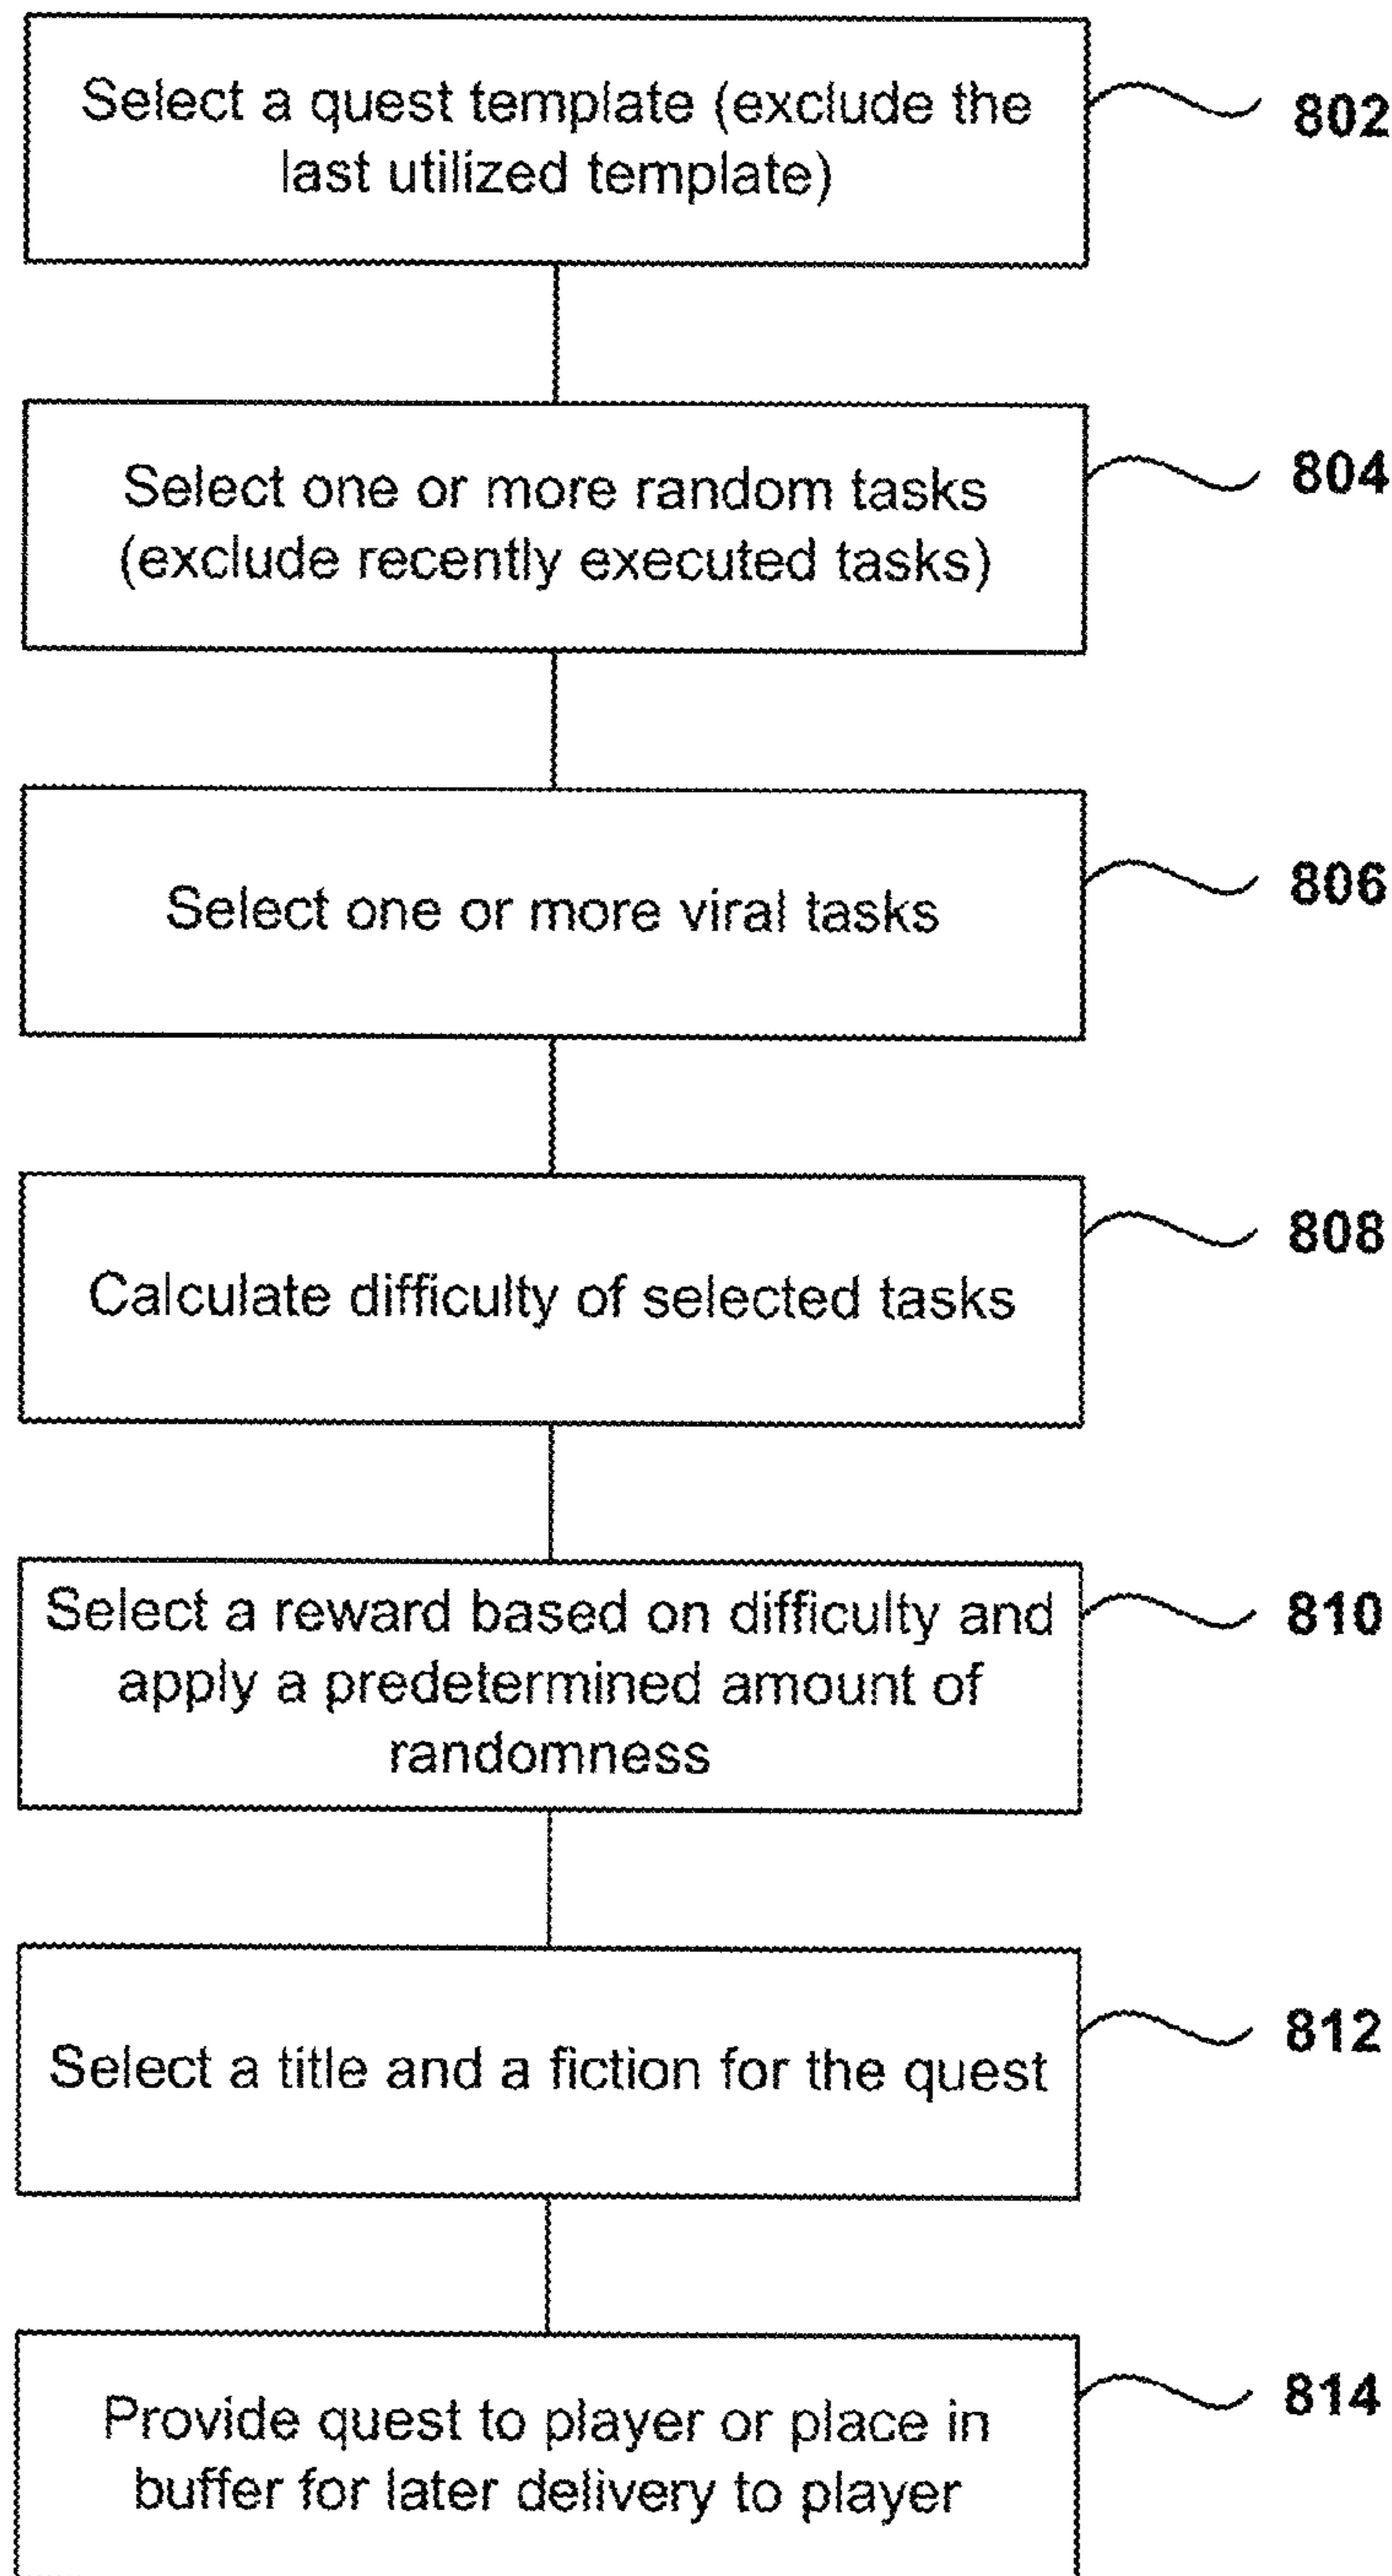 Select a quest template (exclude the
last utilized template)
802
Select one or more random tasks
(exclude recently executed tasks)
804
Select one or more viral tasks
806
Calculate difficulty of selected tasks
808
Select a reward based on difficulty and
apply a predetermined amount of
randomness
810
Select a title and a fiction for the quest
812
Provide quest to player or place in
buffer for later delivery to player
814